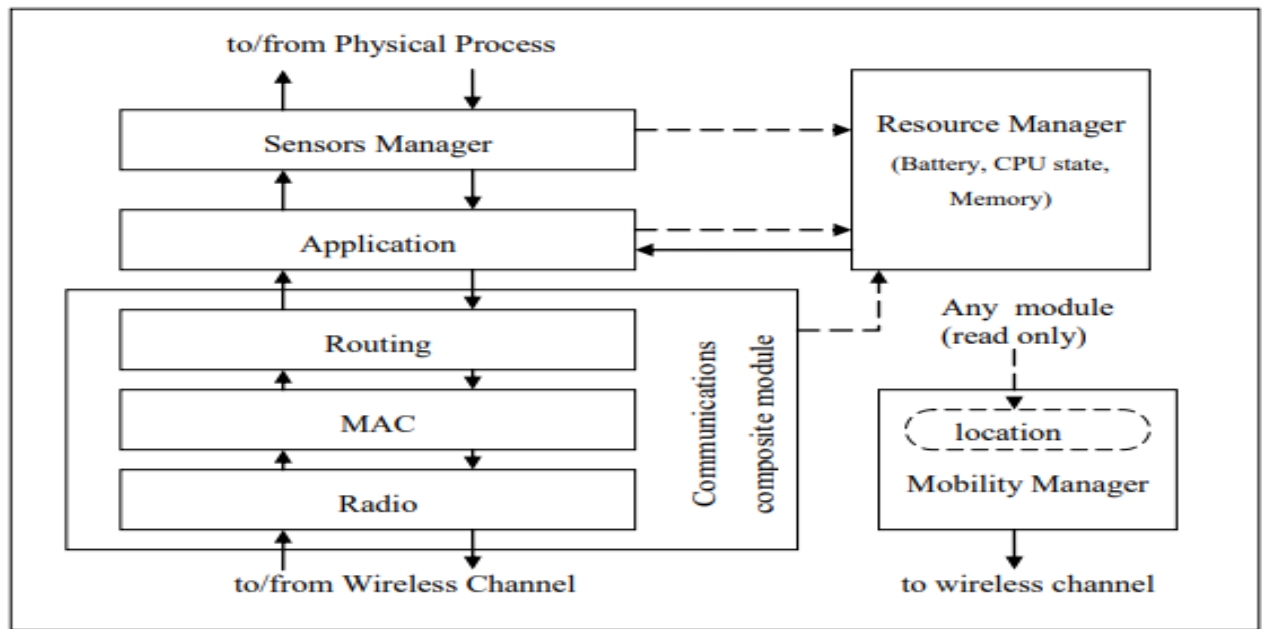 to/from Physical Process
Sensors Manager
Application
Routing
MAC
Radio
Communications
composite module
to/from Wireless Channel
Resource Manager
(Battery, CPU state,
Memory)
Any module
(read only)
location
Mobility Manager
to wireless channel